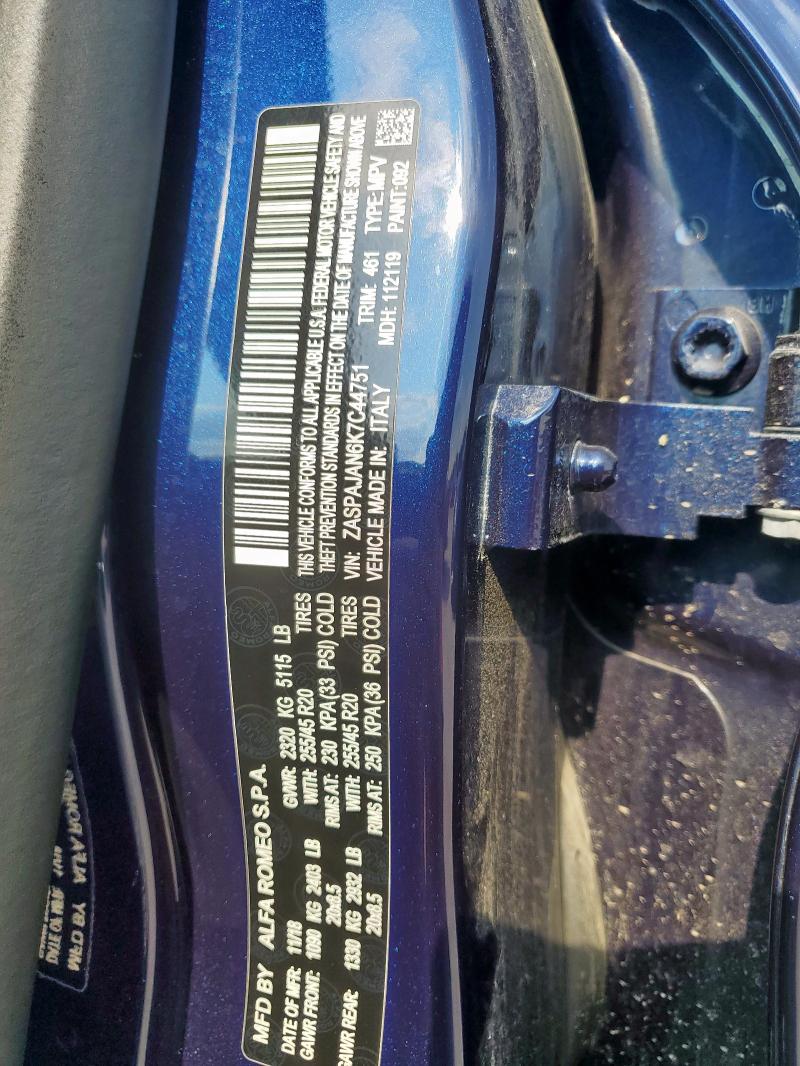 MFD BY ALFA ROMEO S.P.A.
DATE OF MFR: 11/18 GVWR: 2320 KG 5115 LB
GAWR FRONT: 1090 KG 2403 LB WITH: 255/45 R20 TIRES
20x8.5 RIMS AT: 230 KPA(33 PSI) COLD
GAWR REAR: 1330 KG 2932 LB WITH: 255/45 R20 TIRES
20x8.5 RIMS AT: 250 KPA(36 PSI) COLD
THIS VEHICLE CONFORMS TO ALL APPLICABLE U.S.A. FEDERAL MOTOR VEHICLE SAFETY AND
THEFT PREVENTION STANDARDS IN EFFECT ON THE DATE OF MANUFACTURE SHOWN ABOVE
VIN: ZASPAJAN6K7C44751 TRIM: 461 TYPE: MPV
VEHICLE MADE IN: ITALY MDH: 112119 PAINT: 092